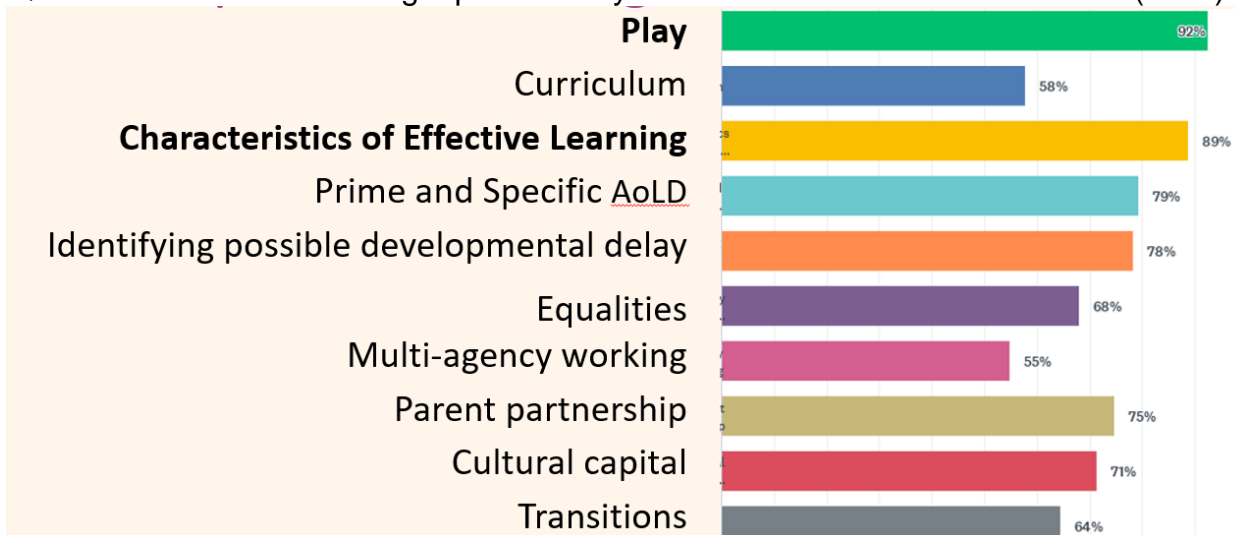 Play 92%
Curriculum 58%
Characteristics of Effective Learning 89%
Prime and Specific AoLD 79%
Identifying possible developmental delay 78%
Equalities 68%
Multi-agency working 55%
Parent partnership 75%
Cultural capital 71%
Transitions 64%